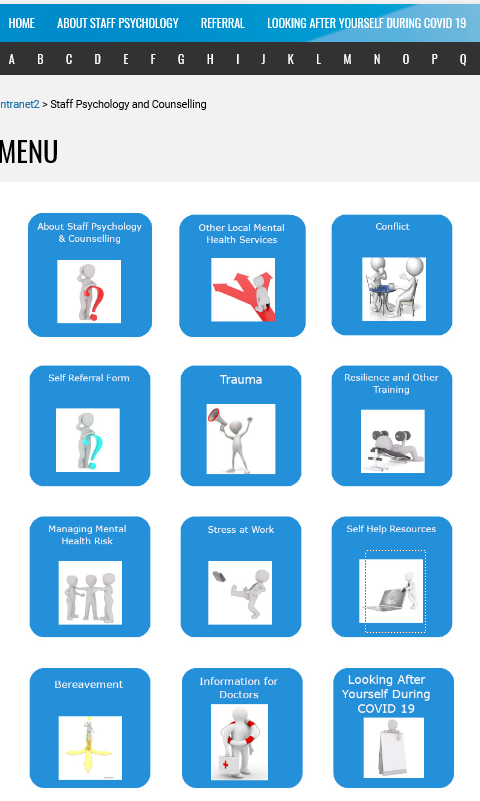 HOME ABOUT STAFF PSYCHOLOGY REFERRAL LOOKING AFTER YOURSELF DURING COVID 19
A B C D E F G H I J K L M N O P Q
ntranet2 > Staff Psychology and Counselling
MENU
About Staff Psychology
& Counselling
Other Local Mental
Health Services
Conflict
Self Referral Form
Trauma
Resilience and Other
Training
Managing Mental
Health Risk
Stress at Work
Self Help Resources
Bereavement
Information for
Doctors
Looking After
Yourself During
COVID 19